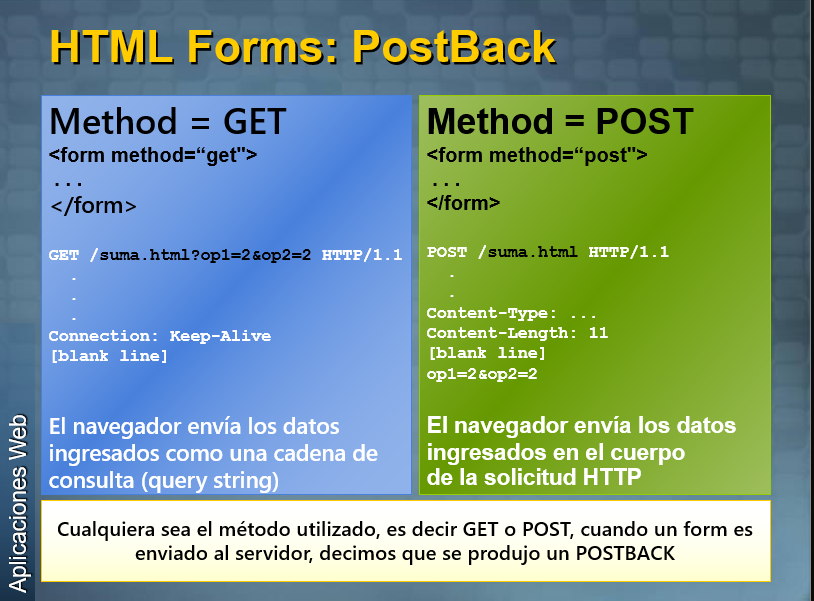 HTML Forms: PostBack
Method = GET
<form method=“get">
...
</form>
GET /suma.html?op1=2&op2=2 HTTP/1.1
.
.
.
Connection: Keep-Alive
[blank line]
El navegador envía los datos
ingresados como una cadena de
consulta (query string)
Method = POST
<form method=“post">
...
</form>
POST /suma.html HTTP/1.1
.
.
Content-Type: ...
Content-Length: 11
[blank line]
op1=2&op2=2
El navegador envía los datos
ingresados en el cuerpo
de la solicitud HTTP
Cualquiera sea el método utilizado, es decir GET o POST, cuando un form es
enviado al servidor, decimos que se produjo un POSTBACK
Aplicaciones Web